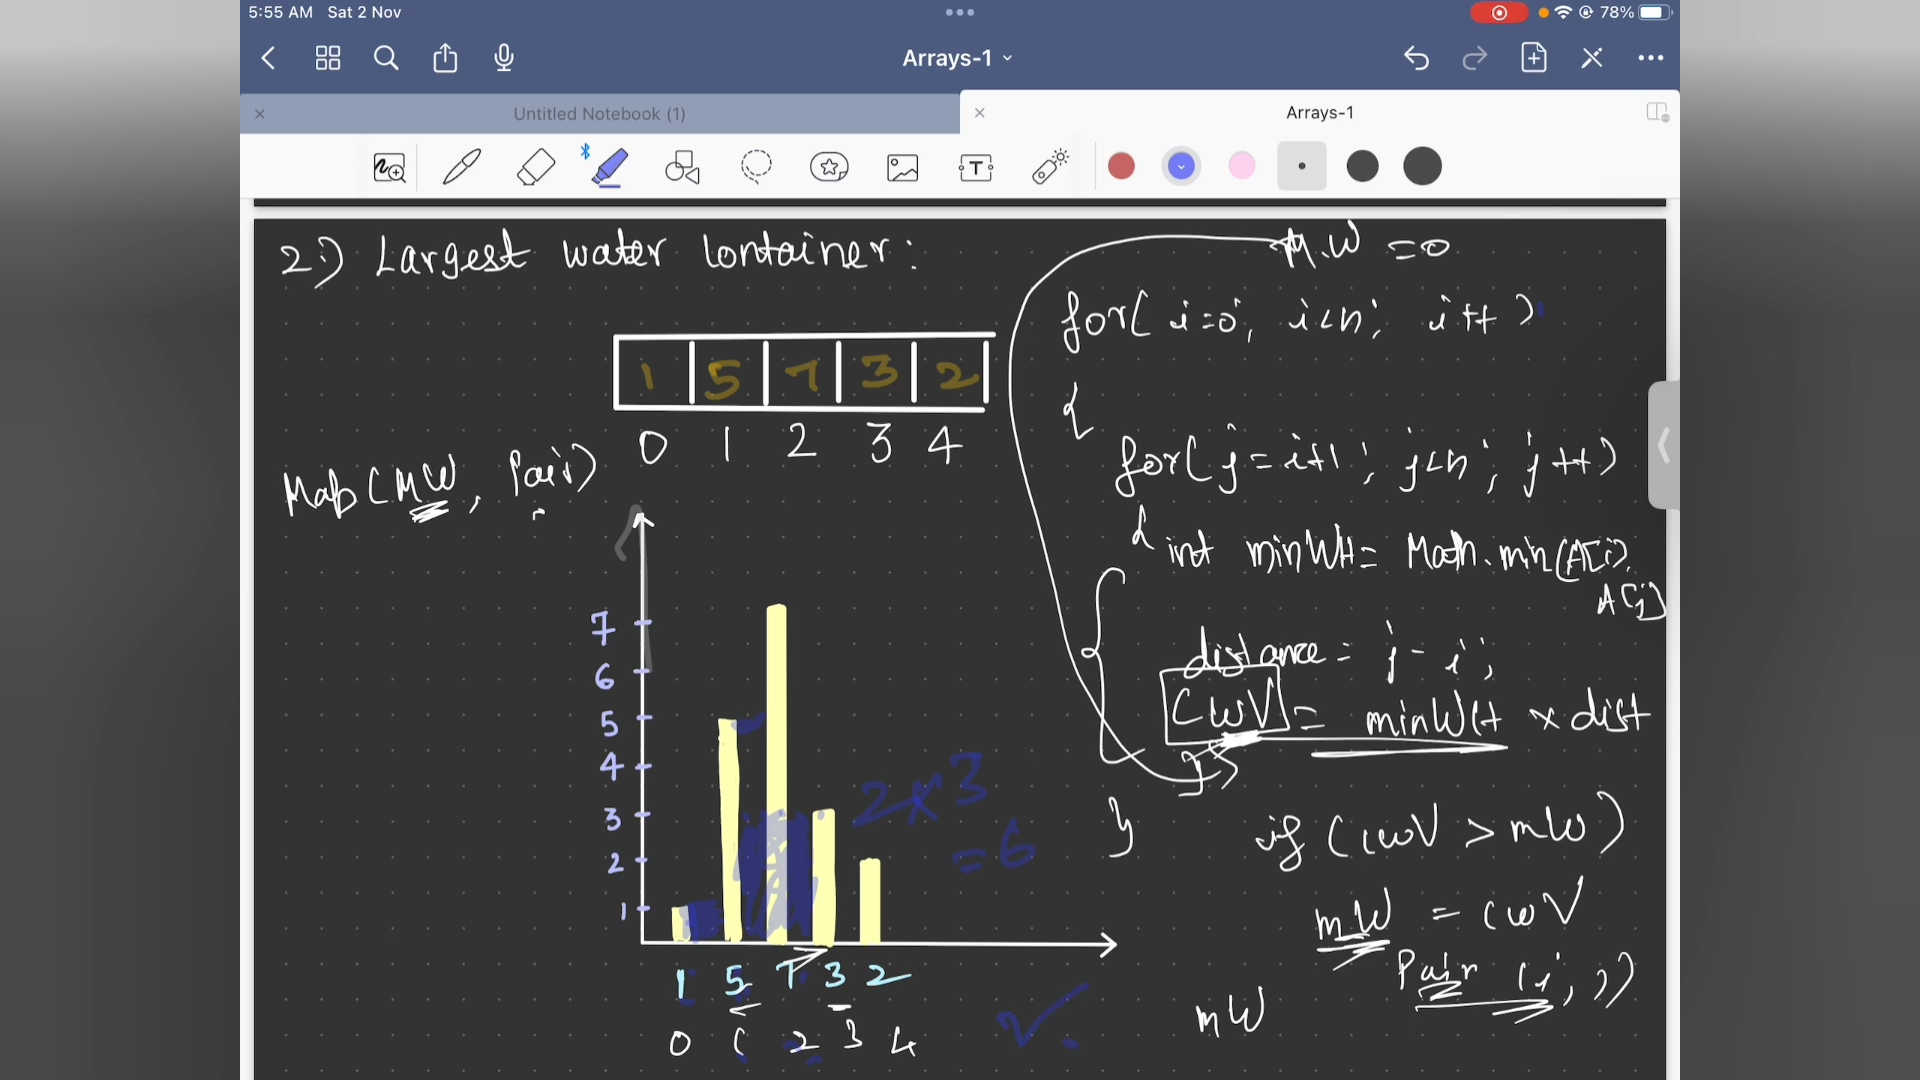 5:55 AM Sat 2 Nov
78%
Arrays-1
Untitled Notebook (1)
Arrays-1
T
2:) Largest water Container:
1 5 7 3 2
0 1 2 3 4
Map (MW, Pair)
7
6
5
4
3
2
1
2x3
=6
1 5 7 3 2
0 1 2 3 4
M.W = 0
for( i=0; i<n; i++ )
{
for( j = i+1; j<n; j++)
{ int minWH = Math.min(A[i],
A[j]
distance = j - i;
CWV = minWH x dist
}
}
if (CWV > mW)
mW = CWV
Pair (i, j)
mW